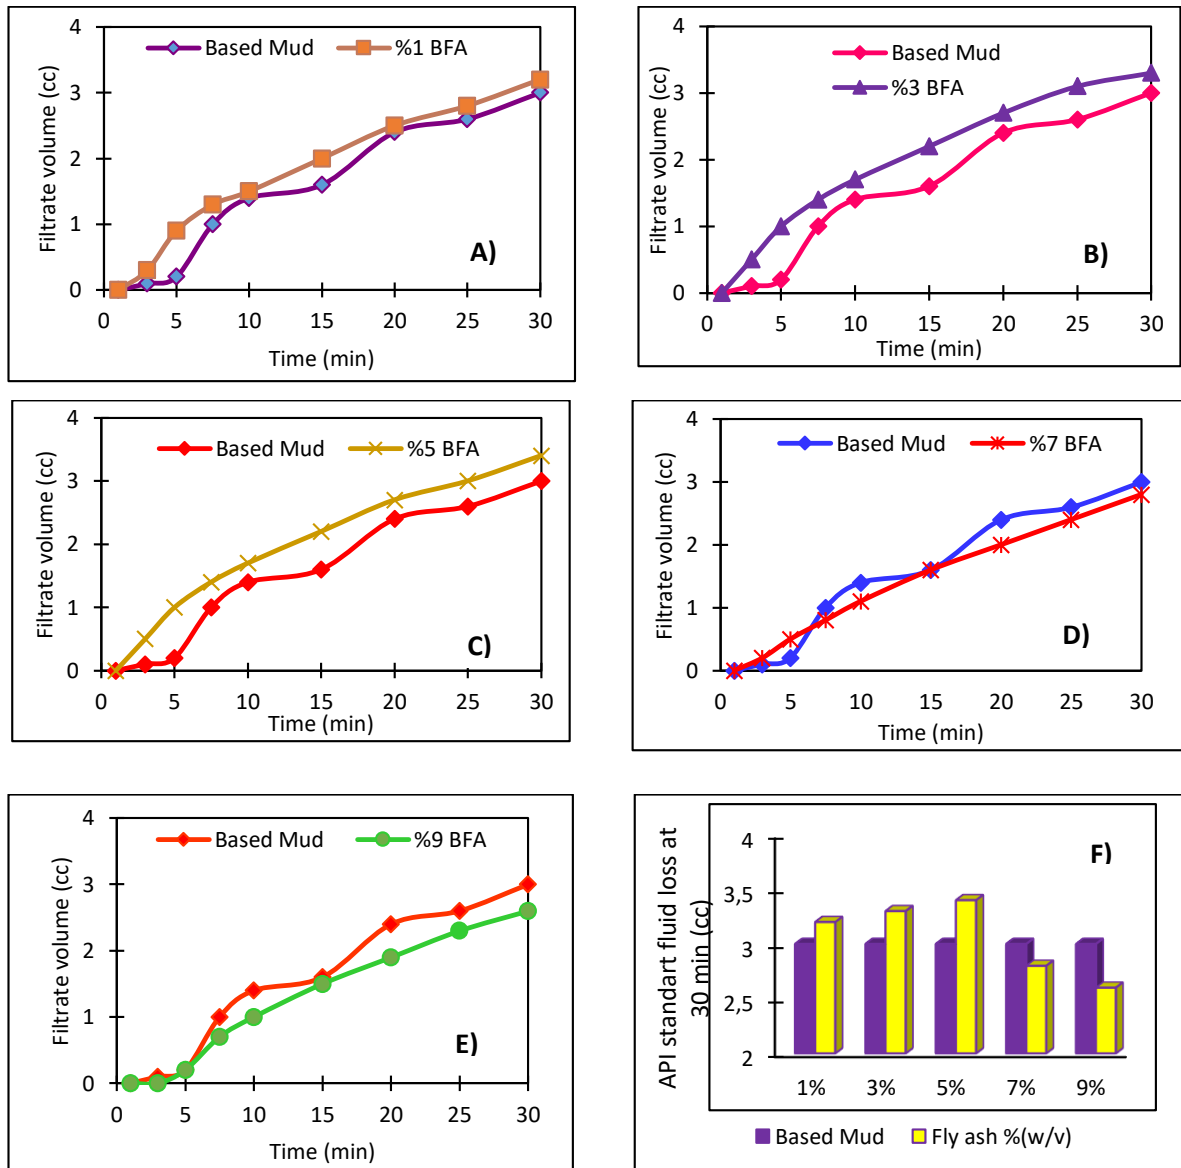 4
3
2
1
0
Filtrate volume (cc)
Based Mud %1 BFA
A)
0 5 10 15 20 25 30
Time (min)
4
3
2
1
0
Filtrate volume (cc)
Based Mud
%3 BFA
B)
0 5 10 15 20 25 30
Time (min)
4
3
2
1
0
Filtrate volume (cc)
Based Mud %5 BFA
C)
0 5 10 15 20 25 30
Time (min)
4
3
2
1
0
Filtrate volume (cc)
Based Mud %7 BFA
D)
0 5 10 15 20 25 30
Time (min)
4
3
2
1
0
Filtrate volume (cc)
Based Mud %9 BFA
E)
0 5 10 15 20 25 30
Time (min)
API standart fluid loss at
30 min (cc)
4
3,5
3
2,5
2
F)
1% 3% 5% 7% 9%
Based Mud Fly ash %(w/v)